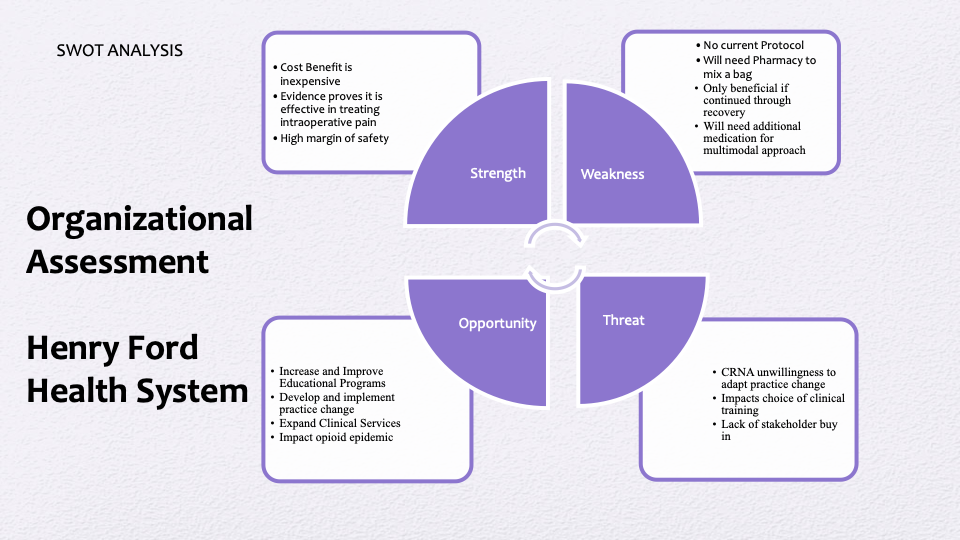 SWOT ANALYSIS
Organizational
Assessment
Henry Ford
Health System
• Cost Benefit is
inexpensive
• Evidence proves it is
effective in treating
intraoperative pain
• High margin of safety
Strength
• No current Protocol
• Will need Pharmacy to
mix a bag
• Only beneficial if
continued through
recovery
• Will need additional
medication for
multimodal approach
Weakness
• Increase and Improve
Educational Programs
• Develop and implement
practice change
• Expand Clinical Services
• Impact opioid epidemic
Opportunity
Threat
• CRNA unwillingness to
adapt practice change
• Impacts choice of clinical
training
• Lack of stakeholder buy
in